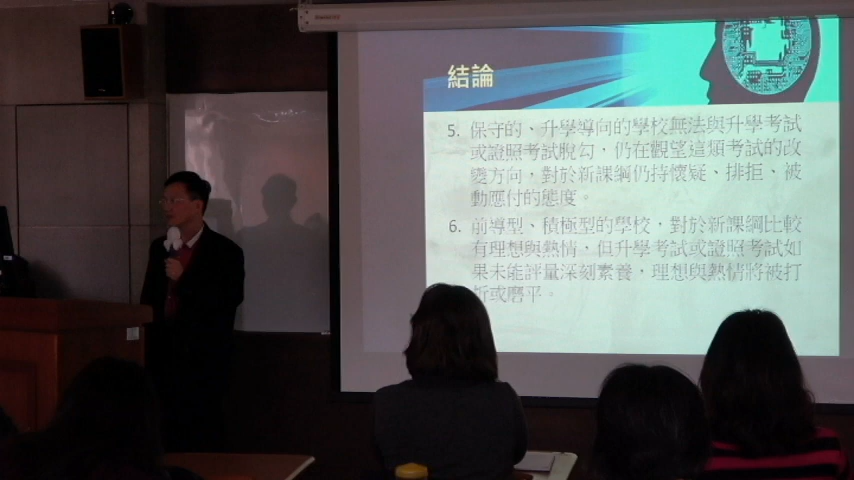 結論
5. 保守的、升學導向的學校無法與升學考試
或證照考試脫勾，仍在觀望這類考試的改
變方向，對於新課綱仍持懷疑、排拒、被
動應付的態度。
6. 前導型、積極型的學校，對於新課綱比較
有理想與熱情，但升學考試或證照考試如
果未能評量深刻素養，理想與熱情將被打
折或磨平。